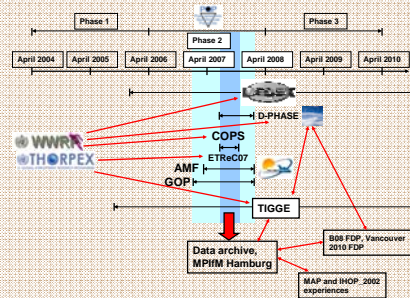 Phase 1
Phase 3
Phase 2
April 2004
April 2005
April 2006
April 2007
April 2008
April 2009
April 2010
D-PHASE
WWRP
COPS
THORPEX
ETReC07
AMF
GOP
TIGGE
B08 FDP, Vancouver
2010 FDP
Data archive,
MPIfM Hamburg
MAP and IHOP_2002
experiences